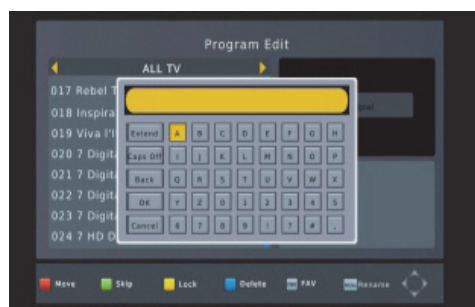 Program Edit
ALL TV
017 Rebel T
018 Inspira
019 Viva l'I
020 7 Digit
021 7 Digit
022 7 Digit
023 7 Digit
024 7 HD D
Extend A B C D E F G H
Caps Off I J K L M N O P
Back Q R S T U V W X
OK Y Z 0 1 2 3 4 5
Cancel 6 7 8 9 ! ? # .
Move Skip Lock Delete FAV Rename